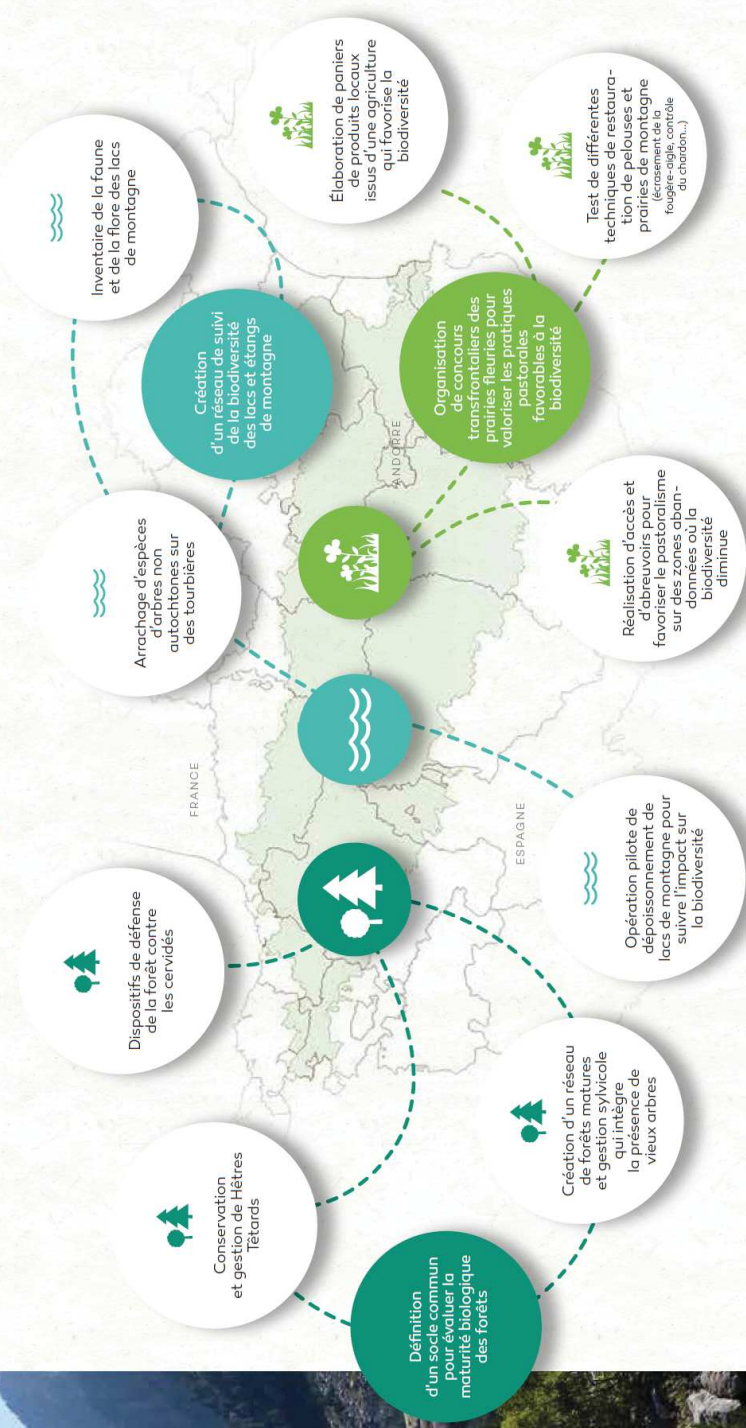 Conservation
et gestion de Hêtres
Têtards
Dispositifs de défense
de la forêt contre
les cervidés
Arrachage d'espèces
d'arbres non
autochtones sur
des tourbières
Inventaire de la faune
et de la flore des lacs
de montagne
Définition
d'un socle commun
pour évaluer la
maturité biologique
des forêts
Création
d'un réseau de suivi
de la biodiversité
des lacs et étangs
de montagne
Élaboration de paniers
de produits locaux
issus d'une agriculture
qui favorise la
biodiversité
FRANCE
ESPAGNE
ANDORRE
Organisation
de concours
transfrontaliers des
prairies fleuries pour
valoriser les pratiques
pastorales
favorables à la
biodiversité
Création d'un réseau
de forêts matures
et gestion sylvicole
qui intègre
la présence de
vieux arbres
Opération pilote de
dépoissonnement de
lacs de montagne pour
suivre l'impact sur
la biodiversité
Réalisation d'accès et
d'abreuvoirs pour
favoriser le pastoralisme
sur des zones aban-
données où la
biodiversité
diminue
Test de différentes
techniques de restaura-
tion de pelouses et
prairies de montagne
(écrasement de la
fougère-aigle, contrôle
du chardon...)